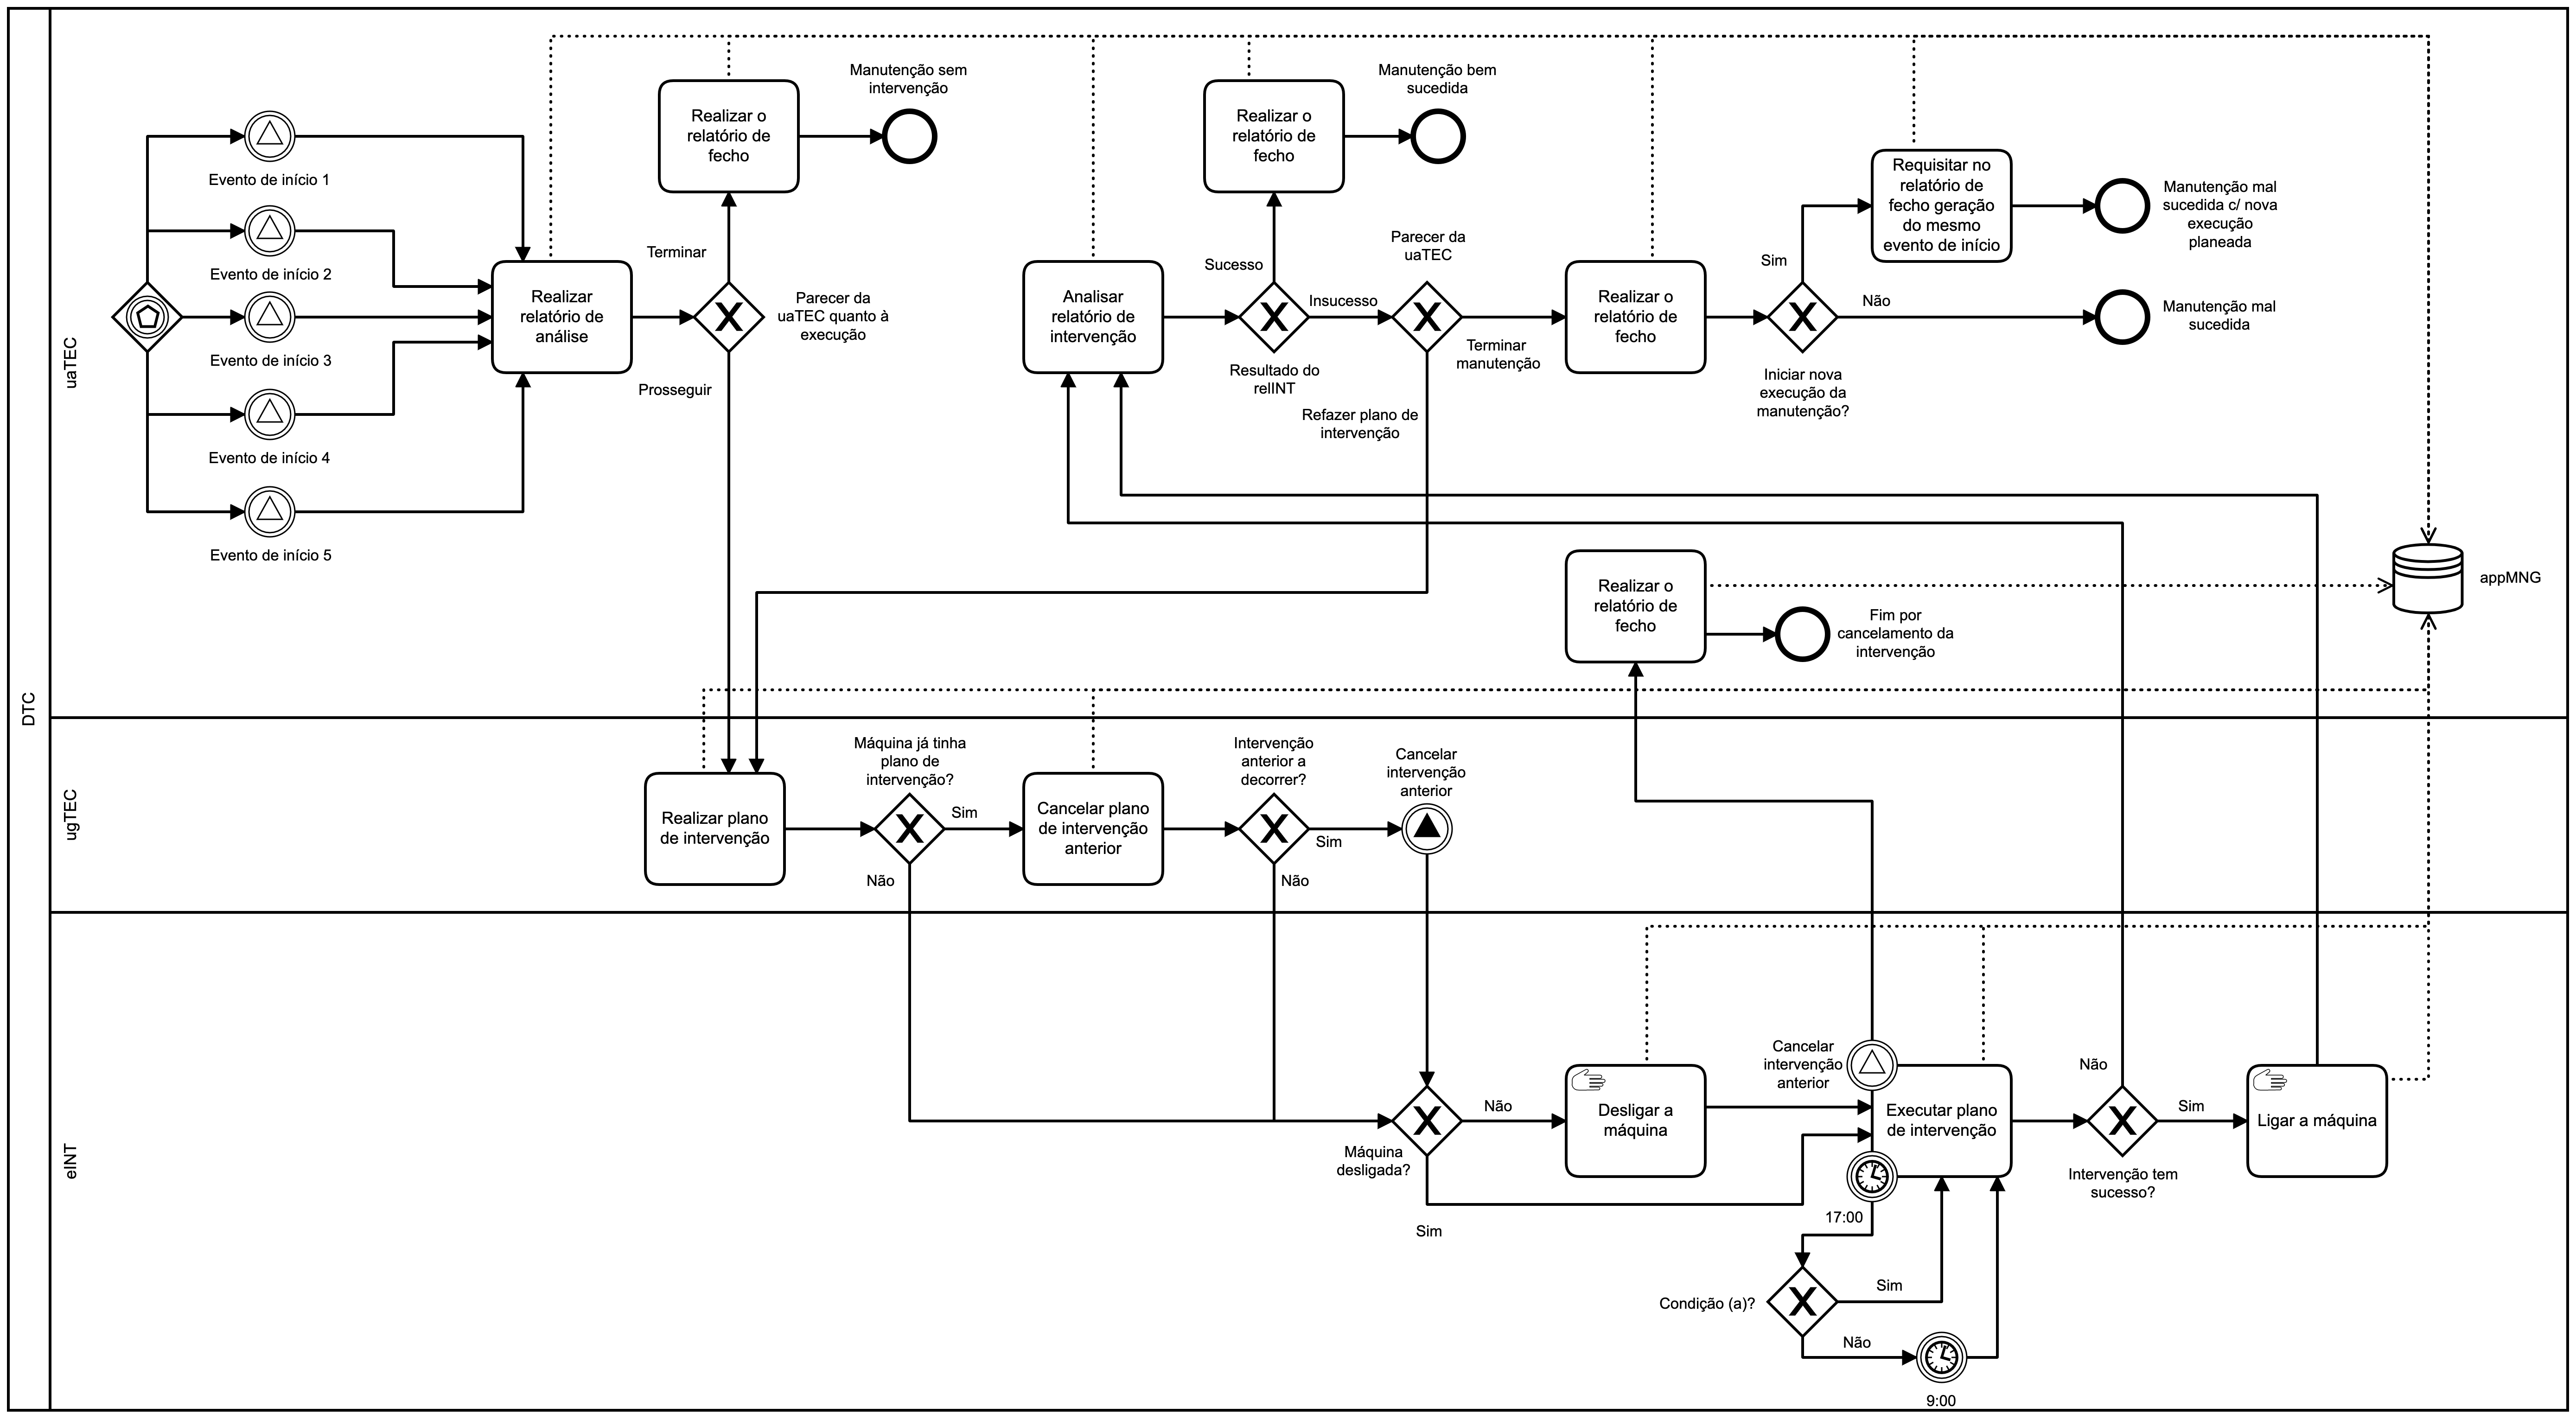 DTC
uaTEC
Evento de início 1
Evento de início 2
Evento de início 3
Evento de início 4
Evento de início 5
Realizar
relatório de
análise
Terminar
Prosseguir
Parecer da
uaTEC quanto à
execução
Realizar o
relatório de
fecho
Manutenção sem
intervenção
Analisar
relatório de
intervenção
Sucesso
Insucesso
Resultado do
relINT
Realizar o
relatório de
fecho
Manutenção bem
sucedida
Parecer da
uaTEC
Terminar
manutenção
Refazer plano de
intervenção
Realizar o
relatório de
fecho
Sim
Não
Iniciar nova
execução da
manutenção?
Requisitar no
relatório de
fecho geração
do mesmo
evento de início
Manutenção mal
sucedida c/ nova
execução
planeada
Manutenção mal
sucedida
Realizar o
relatório de
fecho
Fim por
cancelamento da
intervenção
appMNG
ugTEC
Realizar plano
de intervenção
Máquina já tinha
plano de
intervenção?
Sim
Não
Cancelar plano
de intervenção
anterior
Intervenção
anterior a
decorrer?
Sim
Não
Cancelar
intervenção
anterior
eINT
Máquina
desligada?
Não
Sim
Desligar a
máquina
Cancelar
intervenção
anterior
Executar plano
de intervenção
17:00
Condição (a)?
Sim
Não
9:00
Não
Sim
Intervenção tem
sucesso?
Ligar a máquina